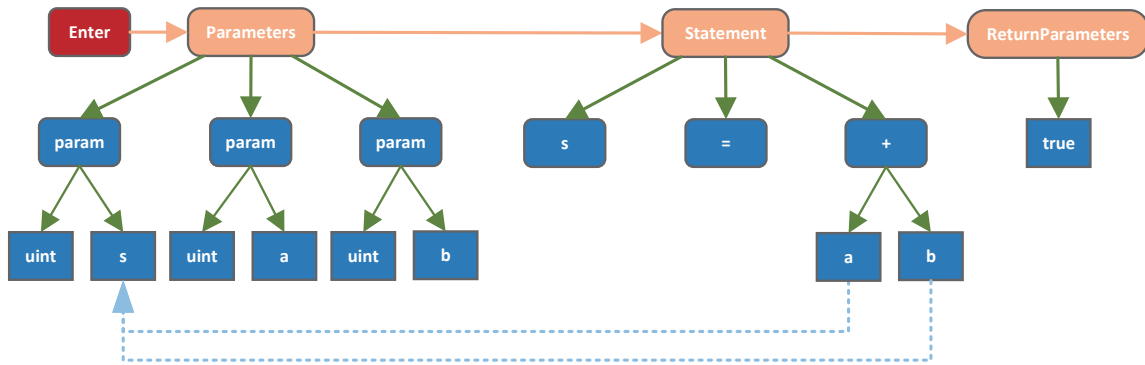 Enter Parameters Statement ReturnParameters
param param param s = + true
uint s uint a uint b a b